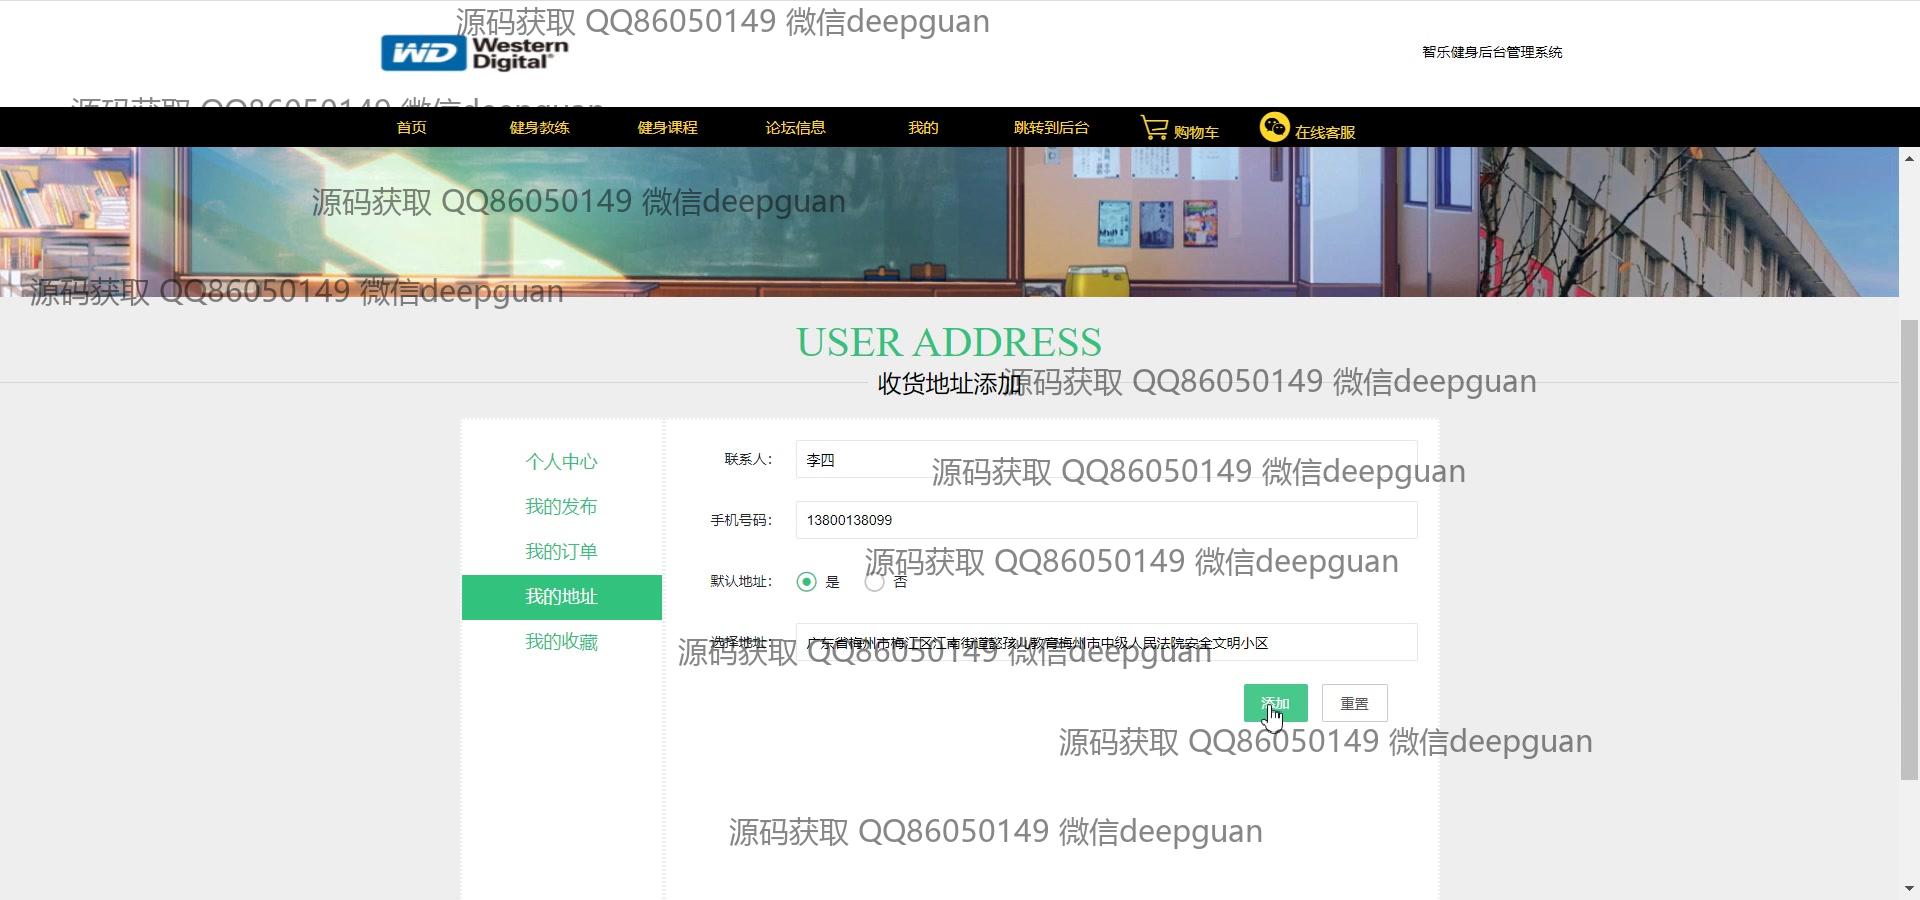 源码获取 QQ86050149 微信deepguan
WD Western Digital
智乐健身后台管理系统
源码获取 QQ86050149 微信deepguan
首页 健身教练 健身课程 论坛信息 我的 跳转到后台 购物车 在线客服
源码获取 QQ86050149 微信deepguan
源码获取 QQ86050149 微信deepguan
USER ADDRESS
收货地址添加
源码获取 QQ86050149 微信deepguan
个人中心
我的发布
我的订单
我的地址
我的收藏
联系人： 李四
源码获取 QQ86050149 微信deepguan
手机号码： 13800138099
源码获取 QQ86050149 微信deepguan
默认地址： 是 否
选择地址： 广东省梅州市梅江区江南街道懿孩儿教育梅州市中级人民法院安全文明小区
源码获取 QQ86050149 微信deepguan
添加 重置
源码获取 QQ86050149 微信deepguan
源码获取 QQ86050149 微信deepguan